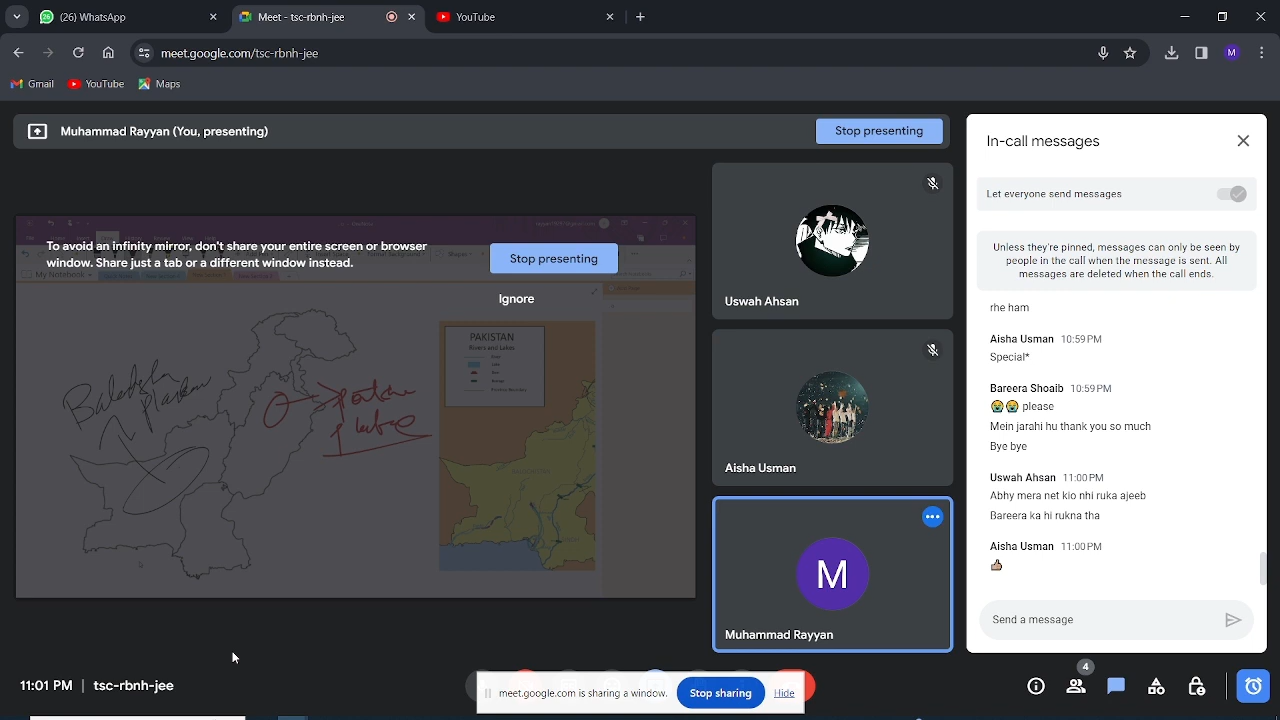 (26) WhatsApp
Meet - tsc-rbnh-jee
YouTube
meet.google.com/tsc-rbnh-jee
M
Gmail
YouTube
Maps
Muhammad Rayyan (You, presenting)
Stop presenting
To avoid an infinity mirror, don't share your entire screen or browser
window. Share just a tab or a different window instead.
Stop presenting
Ignore
My Notebook
PAKISTAN
Rivers and Lakes
Uswah Ahsan
Aisha Usman
M
Muhammad Rayyan
In-call messages
Let everyone send messages
Unless they're pinned, messages can only be seen by
people in the call when the message is sent. All
messages are deleted when the call ends.
rhe ham
Aisha Usman 10:59 PM
Special*
Bareera Shoaib 10:59 PM
😭😭 please
Mein jarahi hu thank you so much
Bye bye
Uswah Ahsan 11:00 PM
Abhy mera net kio nhi ruka ajeeb
Bareera ka hi rukna tha
Aisha Usman 11:00 PM
👍
Send a message
11:01 PM | tsc-rbnh-jee
meet.google.com is sharing a window.
Stop sharing
Hide
4